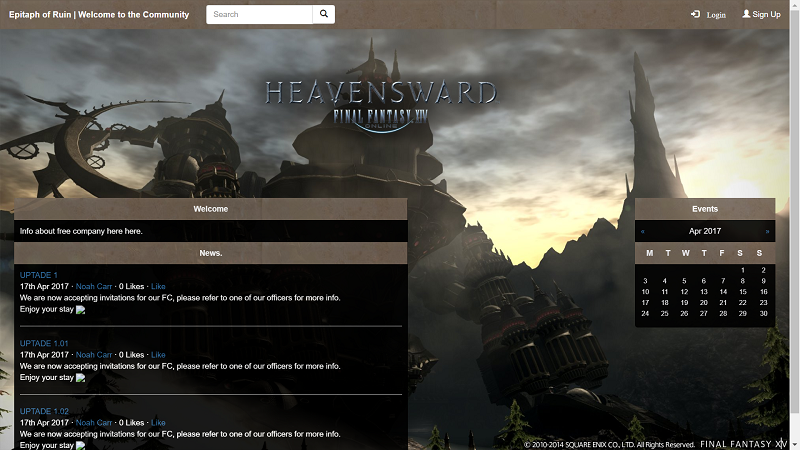 Epitaph of Ruin | Welcome to the Community
Search
Login
Sign Up
HEAVENSWARD
FINAL FANTASY XIV
ONLINE
Welcome
Info about free company here here.
News.
UPTADE 1
17th Apr 2017 · Noah Carr · 0 Likes · Like
We are now accepting invitations for our FC, please refer to one of our officers for more info.
Enjoy your stay
UPTADE 1.01
17th Apr 2017 · Noah Carr · 0 Likes · Like
We are now accepting invitations for our FC, please refer to one of our officers for more info.
Enjoy your stay
UPTADE 1.02
17th Apr 2017 · Noah Carr · 0 Likes · Like
We are now accepting invitations for our FC, please refer to one of our officers for more info.
Enjoy your stay
Events
« Apr 2017 »
M T W T F S S
1 2
3 4 5 6 7 8 9
10 11 12 13 14 15 16
17 18 19 20 21 22 23
24 25 26 27 28 29 30
© 2010-2014 SQUARE ENIX CO., LTD. All Rights Reserved. FINAL FANTASY XIV